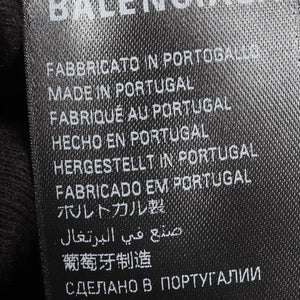 BALENCIAGA
FABBRICATO IN PORTOGALLO
MADE IN PORTUGAL
FABRIQUÉ AU PORTUGAL
HECHO EN PORTUGAL
HERGESTELLT IN PORTUGAL
FABRICADO EM PORTUGAL
ポルトガル製
صنع في البرتغال
葡萄牙制造
СДЕЛАНО В ПОРТУГАЛИИ